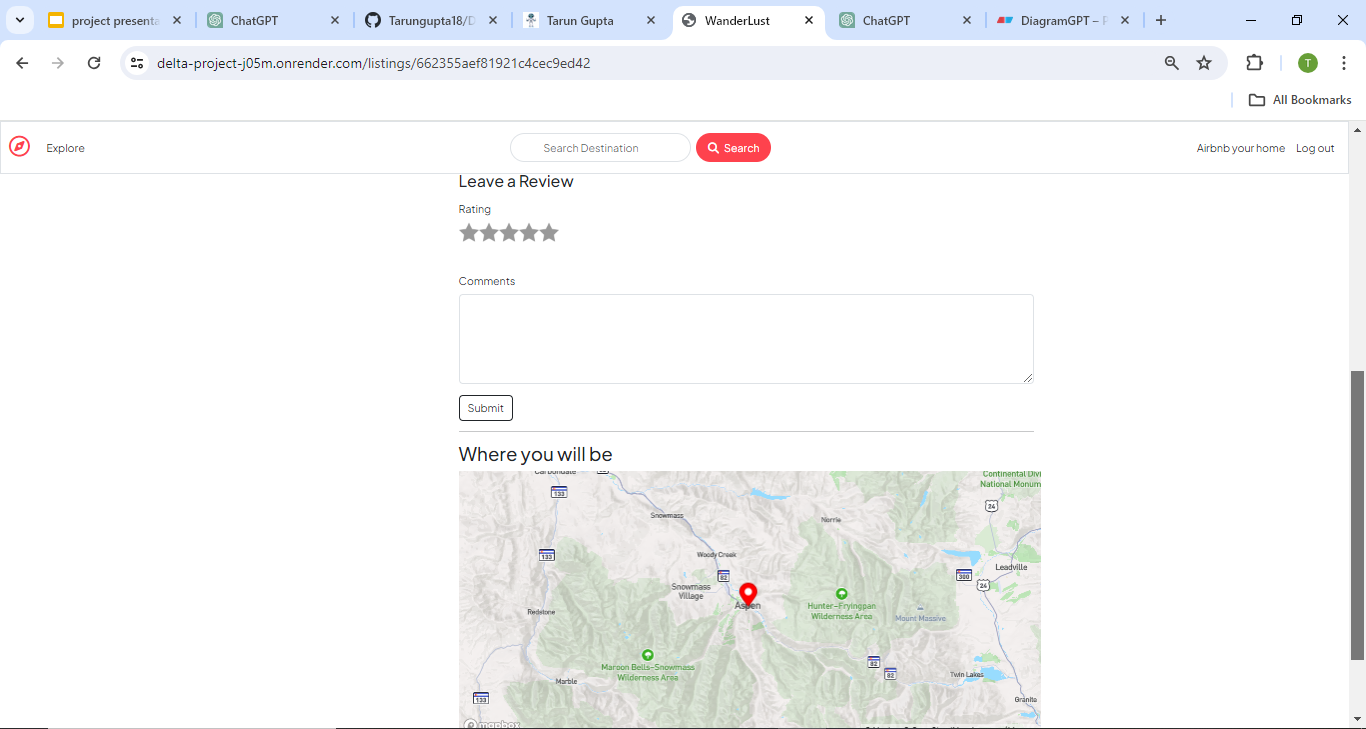 project presenta
ChatGPT
Tarungupta18/D
Tarun Gupta
WanderLust
ChatGPT
DiagramGPT – P
delta-project-j05m.onrender.com/listings/662355aef81921c4cec9ed42
T
All Bookmarks
Explore
Search Destination
Search
Airbnb your home
Log out
Leave a Review
Rating
Comments
Submit
Where you will be
Carbondale
Continental Divi
National Monum
133
24
Snowmass
Norrie
133
Woody Creek
Leadville
82
300
24
Snowmass
Village
Aspen
Hunter-Fryingpan
Wilderness Area
Redstone
Mount Massive
Maroon Bells-Snowmass
Wilderness Area
82
82
Marble
Twin Lakes
133
Granite
mapbox